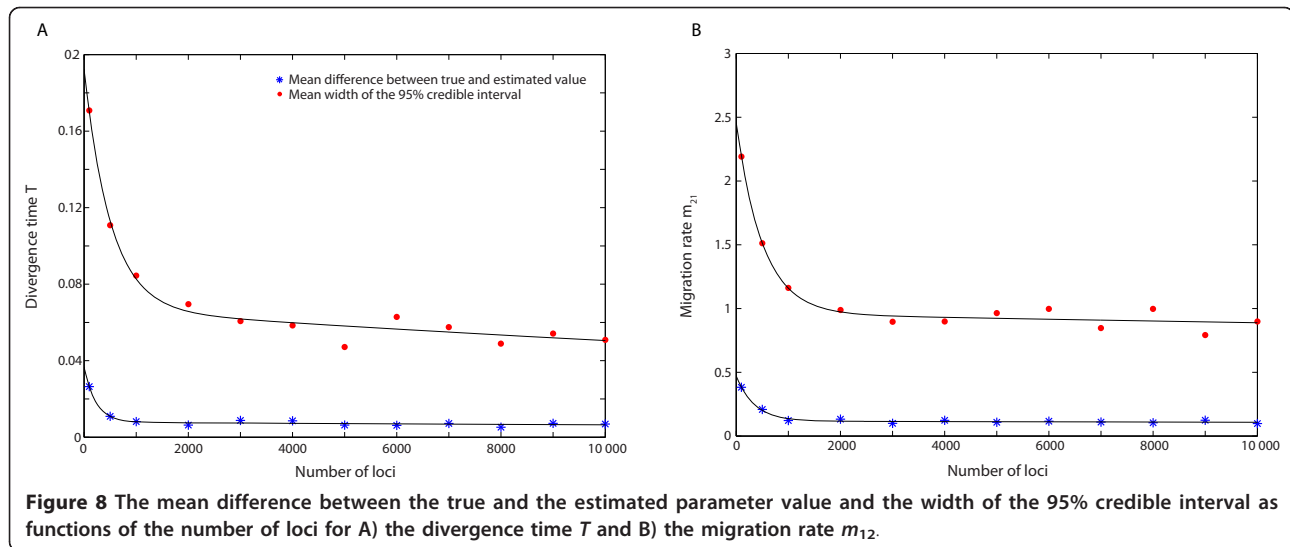 A
0.2
0.16
0.12
0.08
0.04
0
Divergence time T
* Mean difference between true and estimated value
• Mean width of the 95% credible interval
0 2000 4000 6000 8000 10 000
Number of loci
B
3
2.5
2
1.5
1
0.5
0
Migration rate m₂₁
0 2000 4000 6000 8000 10 000
Number of loci
Figure 8 The mean difference between the true and the estimated parameter value and the width of the 95% credible interval as
functions of the number of loci for A) the divergence time T and B) the migration rate m₁₂.